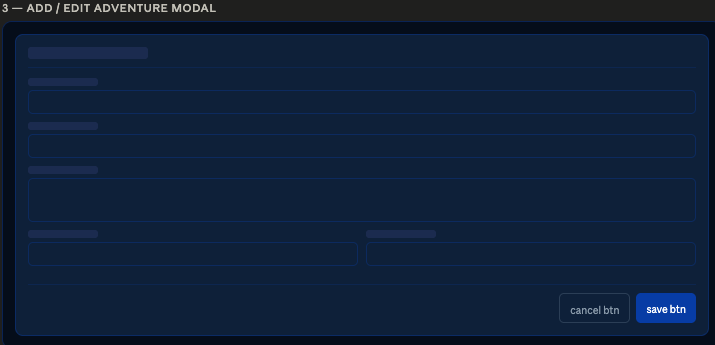 3 — ADD / EDIT ADVENTURE MODAL
cancel btn
save btn